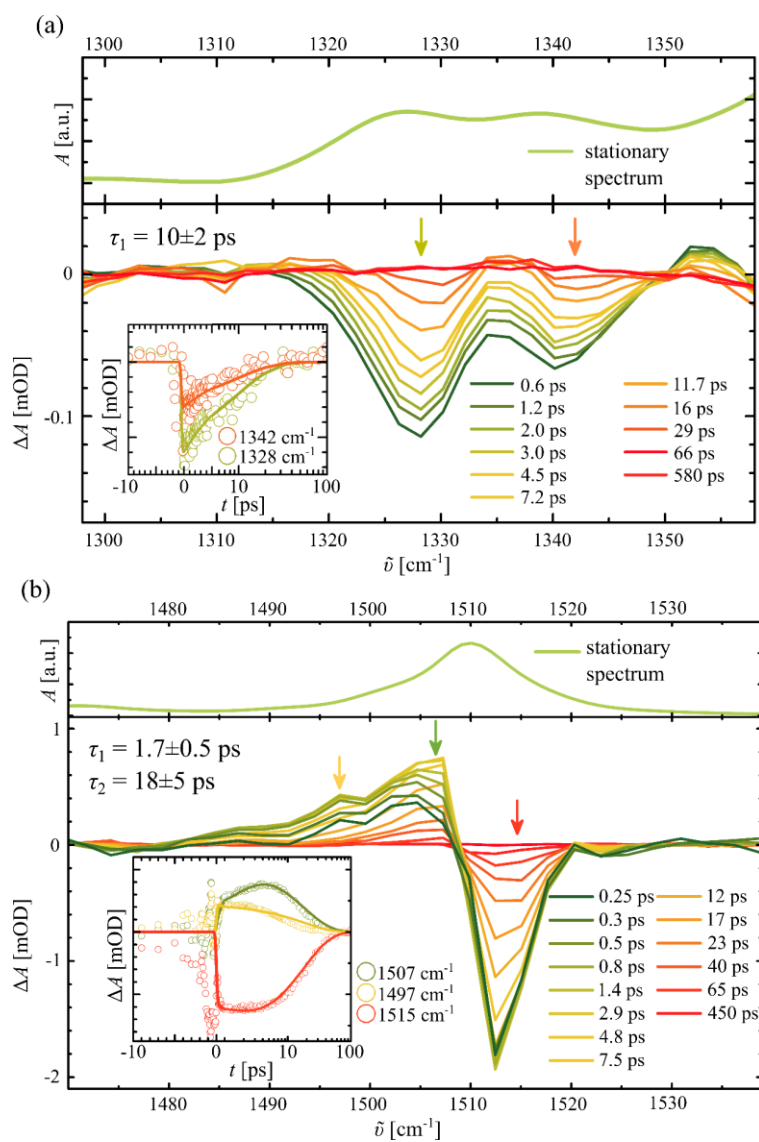 (a)
1300 1310 1320 1330 1340 1350
A [a.u.]
stationary
spectrum
τ₁ = 10±2 ps
0
-0.1
ΔA [mOD]
ΔA [mOD]
1342 cm⁻¹
1328 cm⁻¹
-10 0 10 100
t [ps]
0.6 ps 11.7 ps
1.2 ps 16 ps
2.0 ps 29 ps
3.0 ps 66 ps
4.5 ps 580 ps
7.2 ps
1300 1310 1320 1330 1340 1350
ṽ [cm⁻¹]
(b)
1480 1490 1500 1510 1520 1530
A [a.u.]
stationary
spectrum
1
τ₁ = 1.7±0.5 ps
τ₂ = 18±5 ps
0
-1
-2
ΔA [mOD]
ΔA [mOD]
1507 cm⁻¹
1497 cm⁻¹
1515 cm⁻¹
-10 0 10 100
t [ps]
0.25 ps 12 ps
0.3 ps 17 ps
0.5 ps 23 ps
0.8 ps 40 ps
1.4 ps 65 ps
2.9 ps 450 ps
4.8 ps
7.5 ps
1480 1490 1500 1510 1520 1530
ṽ [cm⁻¹]